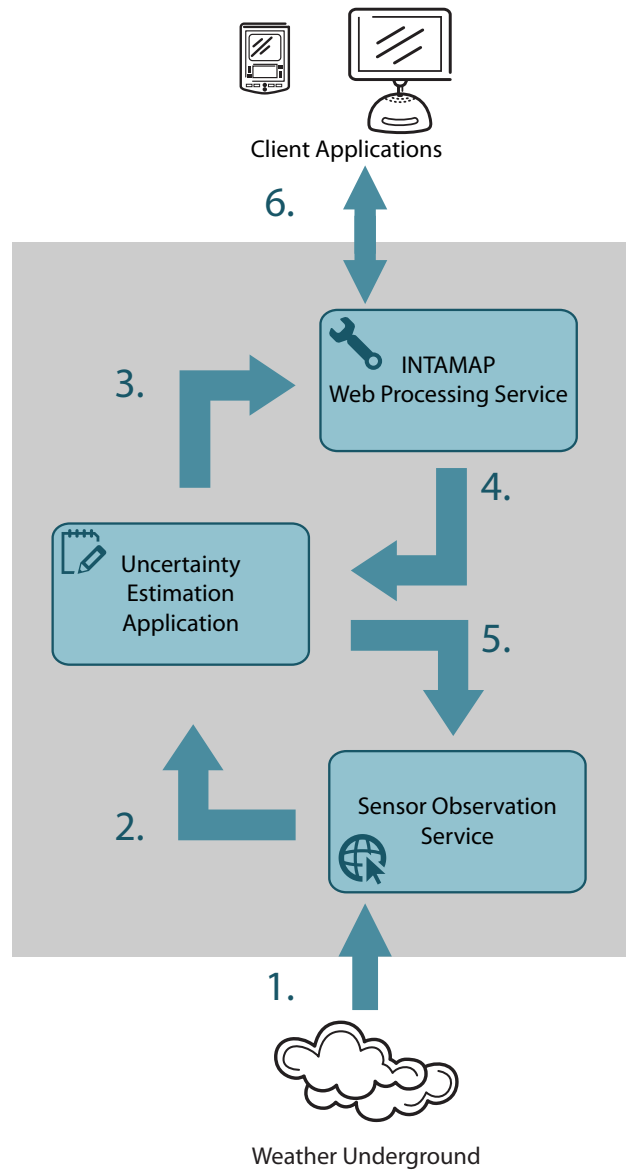 Client Applications
6.
INTAMAP
Web Processing Service
3.
4.
Uncertainty
Estimation
Application
5.
Sensor Observation
Service
2.
1.
Weather Underground